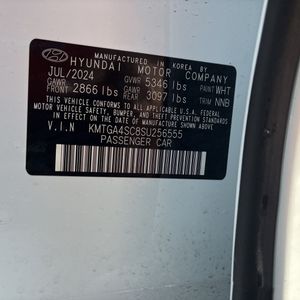 MANUFACTURED IN KOREA BY
HYUNDAI MOTOR COMPANY
JUL/2024 GVWR 5346 lbs PAINT WHT
GAWR FRONT 2866 lbs GAWR REAR 3097 lbs TRIM NNB
THIS VEHICLE CONFORMS TO ALL APPLICABLE U.S. FEDERAL
MOTOR VEHICLE SAFETY, BUMPER, AND THEFT PREVENTION
STANDARDS IN EFFECT ON THE DATE OF MANUFACTURE
SHOWN ABOVE.
V.I.N KMTGA4SC8SU256555
PASSENGER CAR